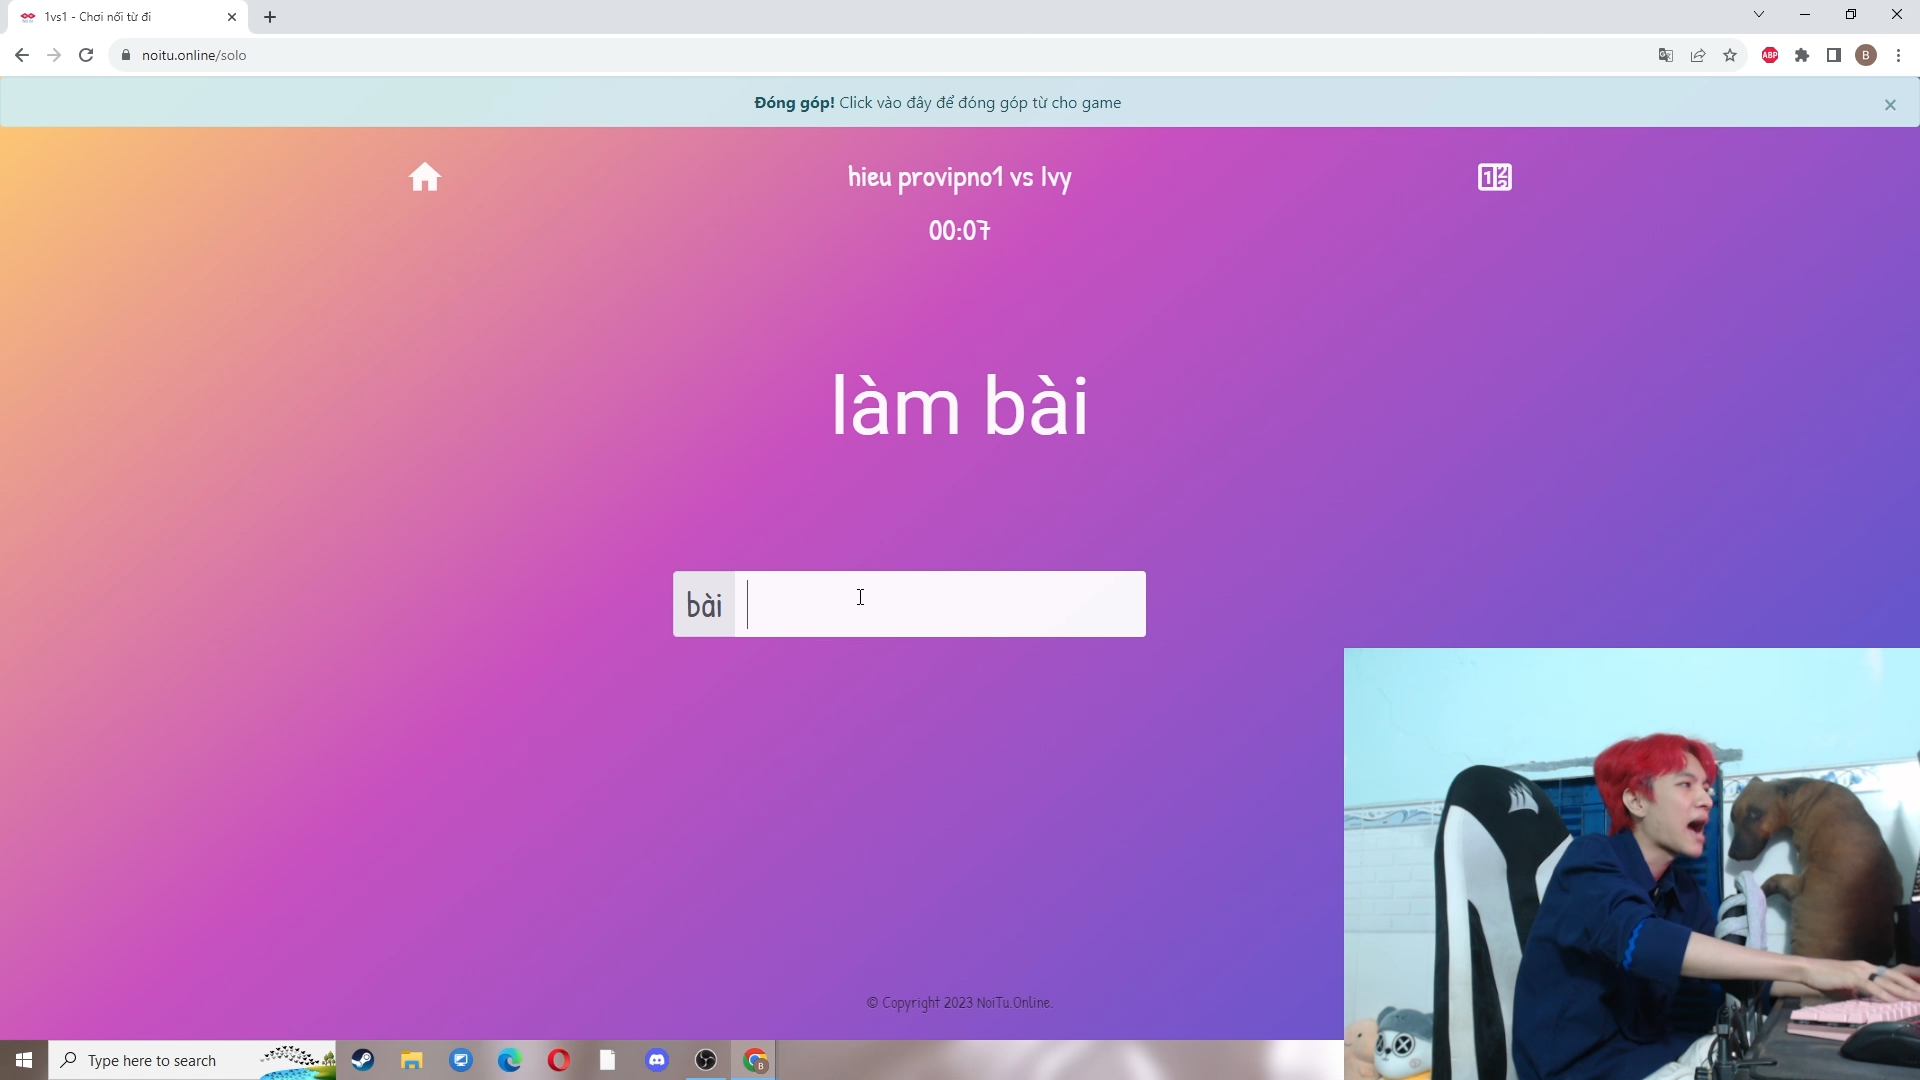 1vs1 - Chơi nối từ đi
noitu.online/solo
ABP
B
Đóng góp! Click vào đây để đóng góp từ cho game
hieu provipno1 vs Ivy
00:07
làm bài
bài
© Copyright 2023 NoiTu.Online.
Type here to search